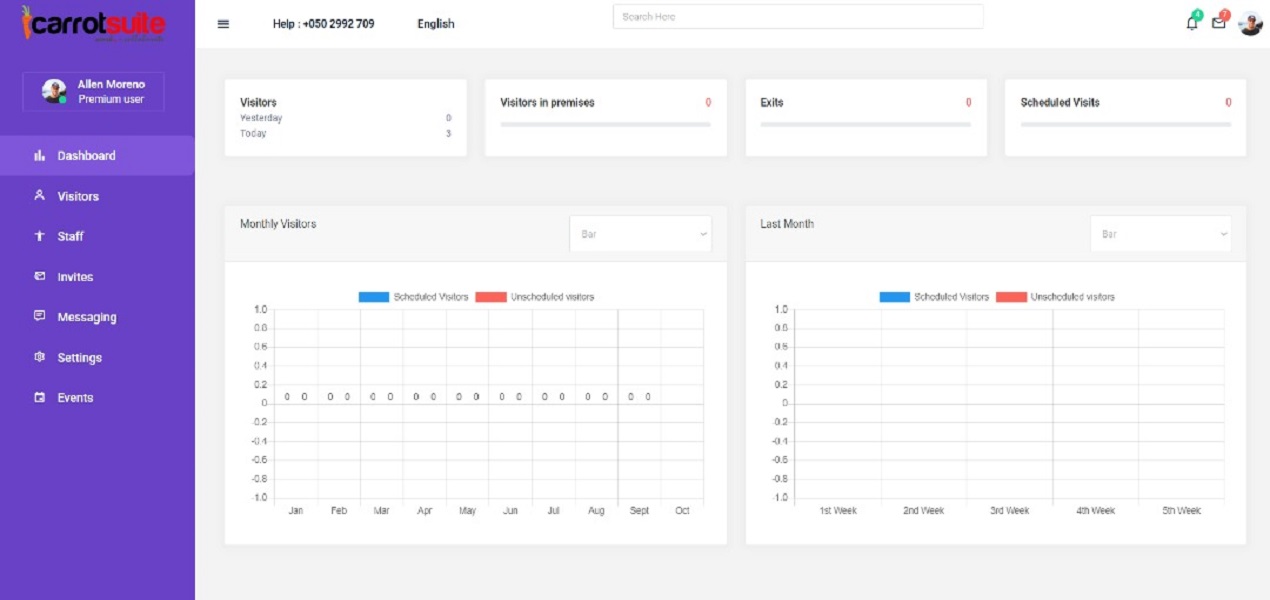 carrotsuite
Help : +050 2992 709
English
Search Here
4
7
Allen Moreno
Premium user
Dashboard
Visitors
Staff
Invites
Messaging
Settings
Events
Visitors
Yesterday 0
Today 3
Visitors in premises 0
Exits 0
Scheduled Visits 0
Monthly Visitors
Bar
Scheduled Visitors Unscheduled visitors
1.0
0.8
0.6
0.4
0.2
0
-0.2
-0.4
-0.6
-0.8
-1.0
0 0 0 0 0 0 0 0 0 0 0 0 0 0 0 0 0 0
Jan Feb Mar Apr May Jun Jul Aug Sept Oct
Last Month
Bar
Scheduled Visitors Unscheduled visitors
1.0
0.8
0.6
0.4
0.2
0
-0.2
-0.4
-0.6
-0.8
-1.0
1st Week 2nd Week 3rd Week 4th Week 5th Week